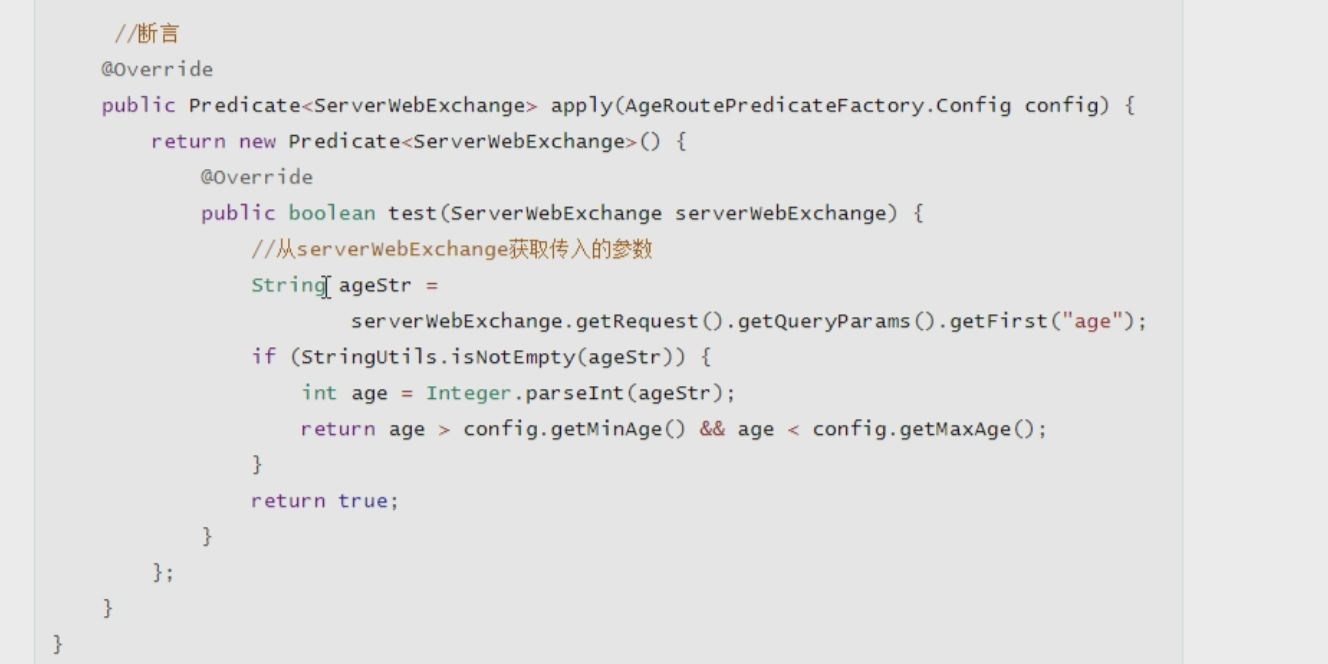 //断言
@Override
public Predicate<ServerWebExchange> apply(AgeRoutePredicateFactory.Config config) {
return new Predicate<ServerWebExchange>() {
@Override
public boolean test(ServerWebExchange serverWebExchange) {
//从serverWebExchange获取传入的参数
String ageStr =
serverWebExchange.getRequest().getQueryParams().getFirst("age");
if (StringUtils.isNotEmpty(ageStr)) {
int age = Integer.parseInt(ageStr);
return age > config.getMinAge() && age < config.getMaxAge();
}
return true;
}
};
}
}